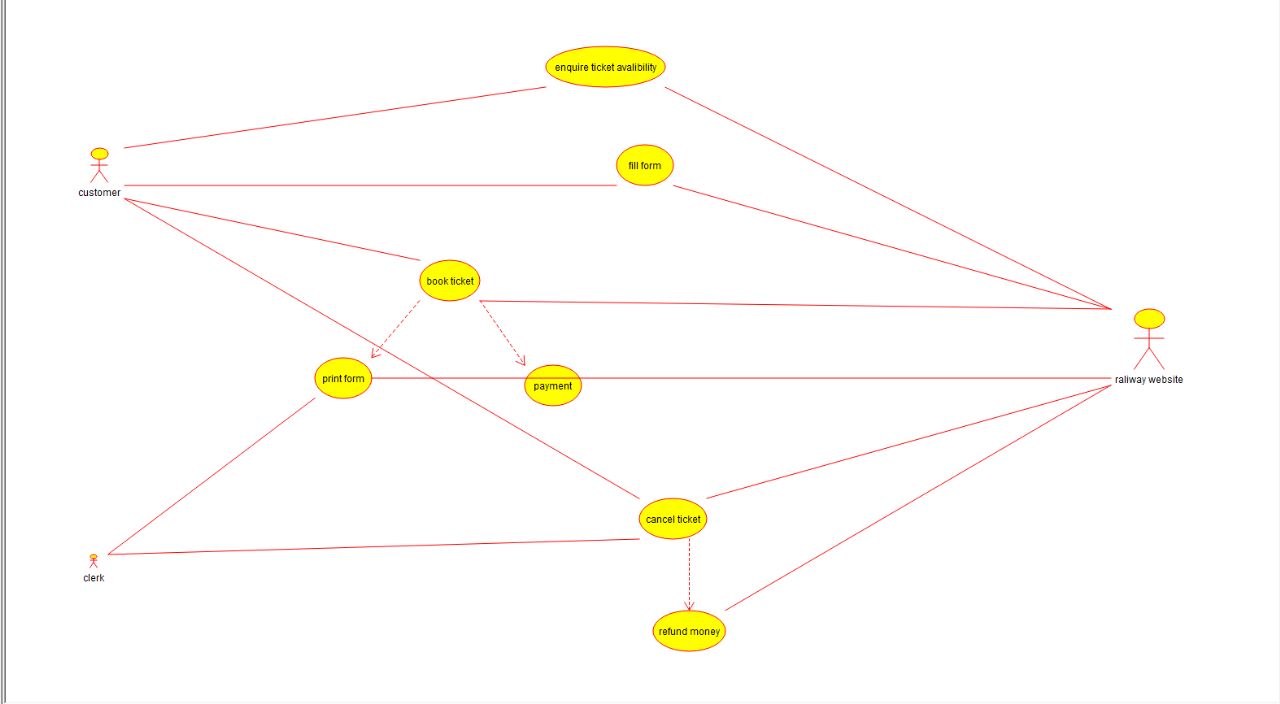 enquire ticket avalibility
fill form
customer
book ticket
print form
payment
raliway website
cancel ticket
clerk
refund money